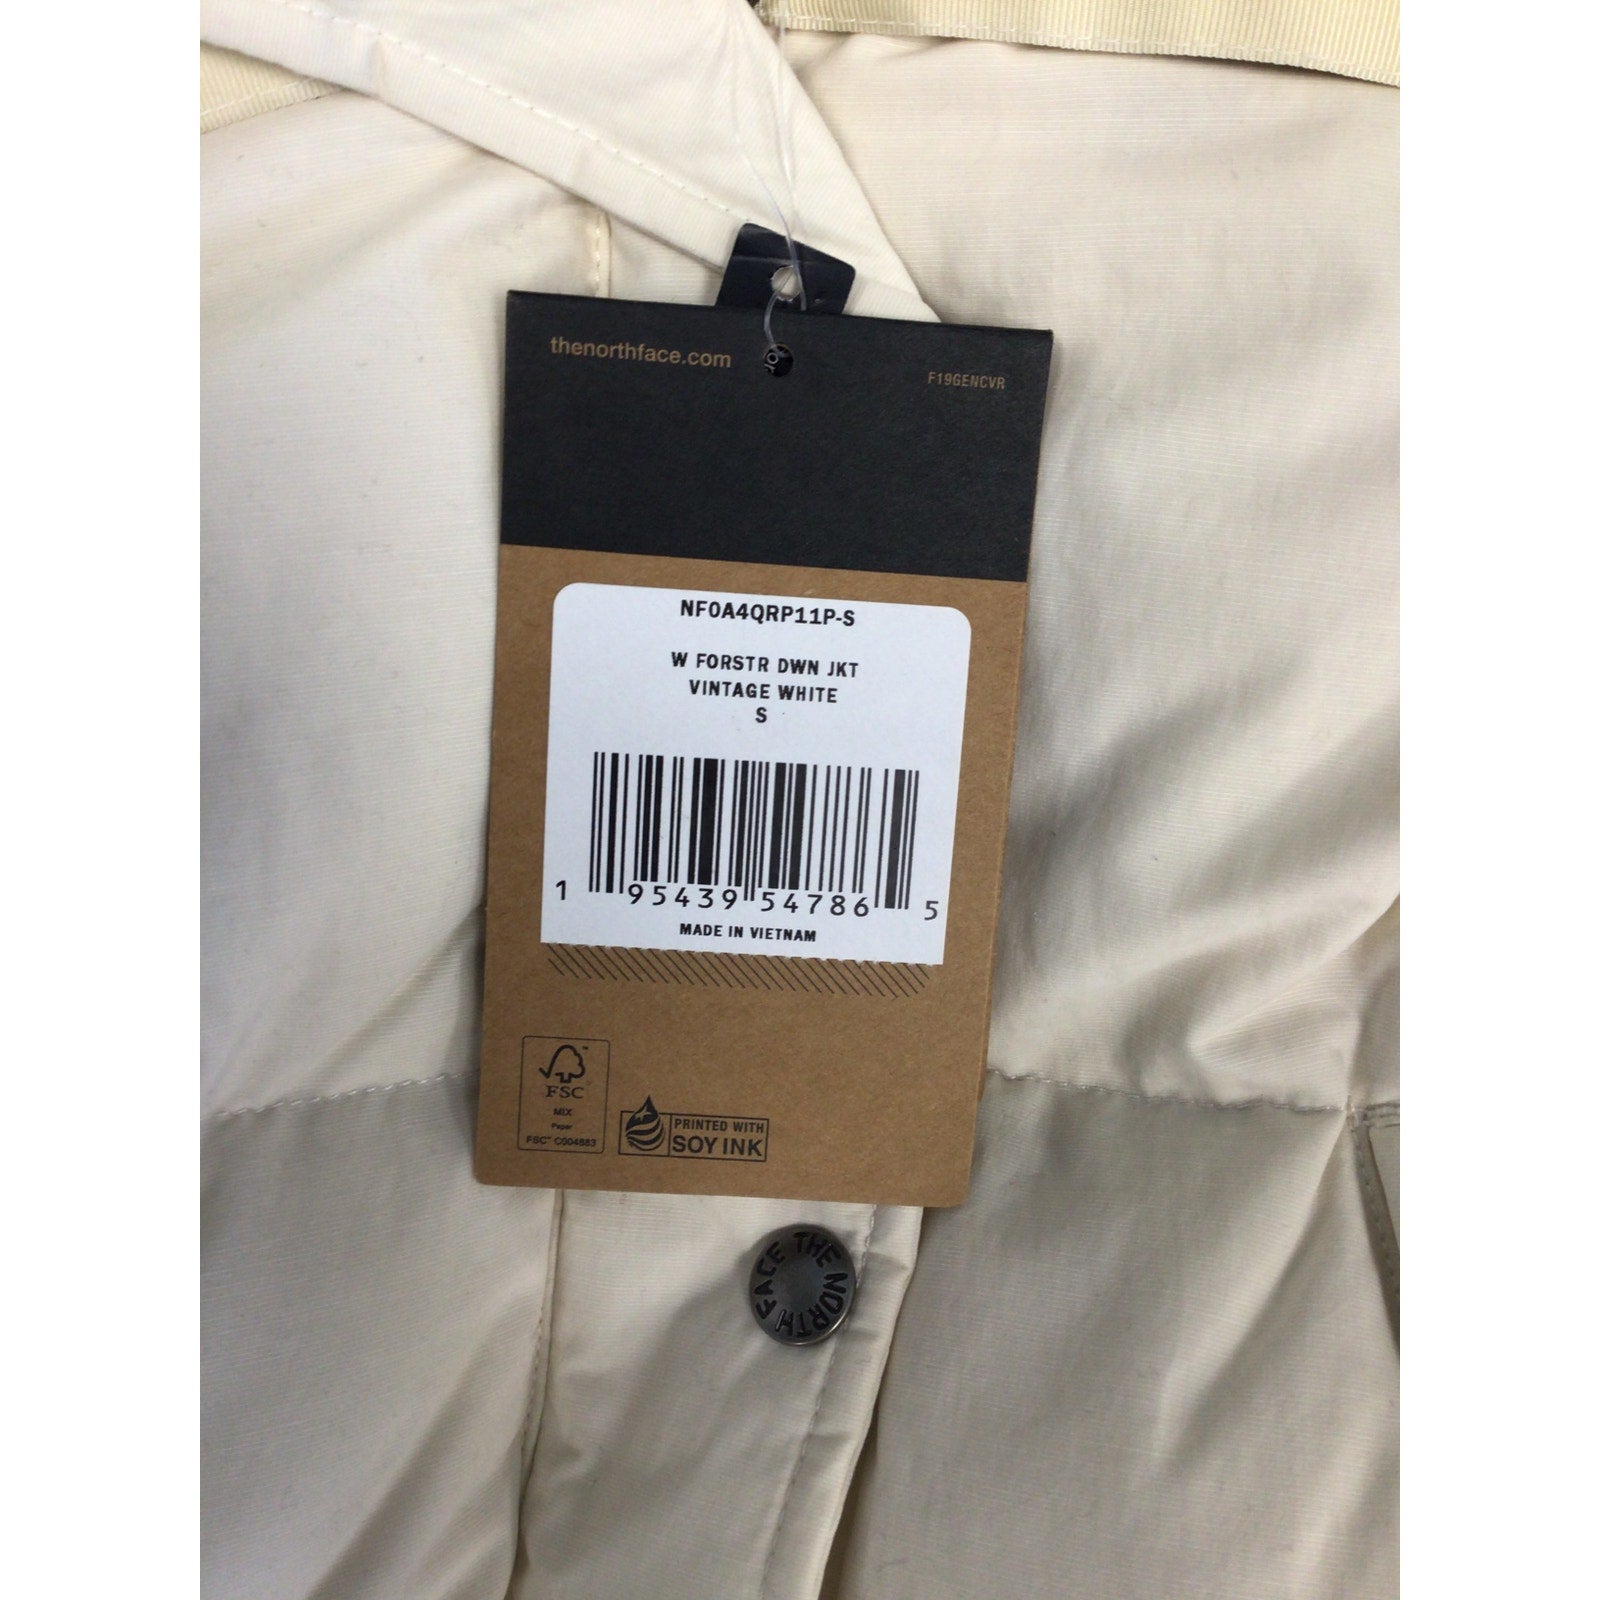 thenorthface.com
F19GENCVR
NF0A4QRP11P-S
W FORSTR DWN JKT
VINTAGE WHITE
S
1 95439 54786 5
MADE IN VIETNAM
FSC
MIX
Paper
FSC™ C004883
PRINTED WITH
SOY INK
THE NORTH FACE